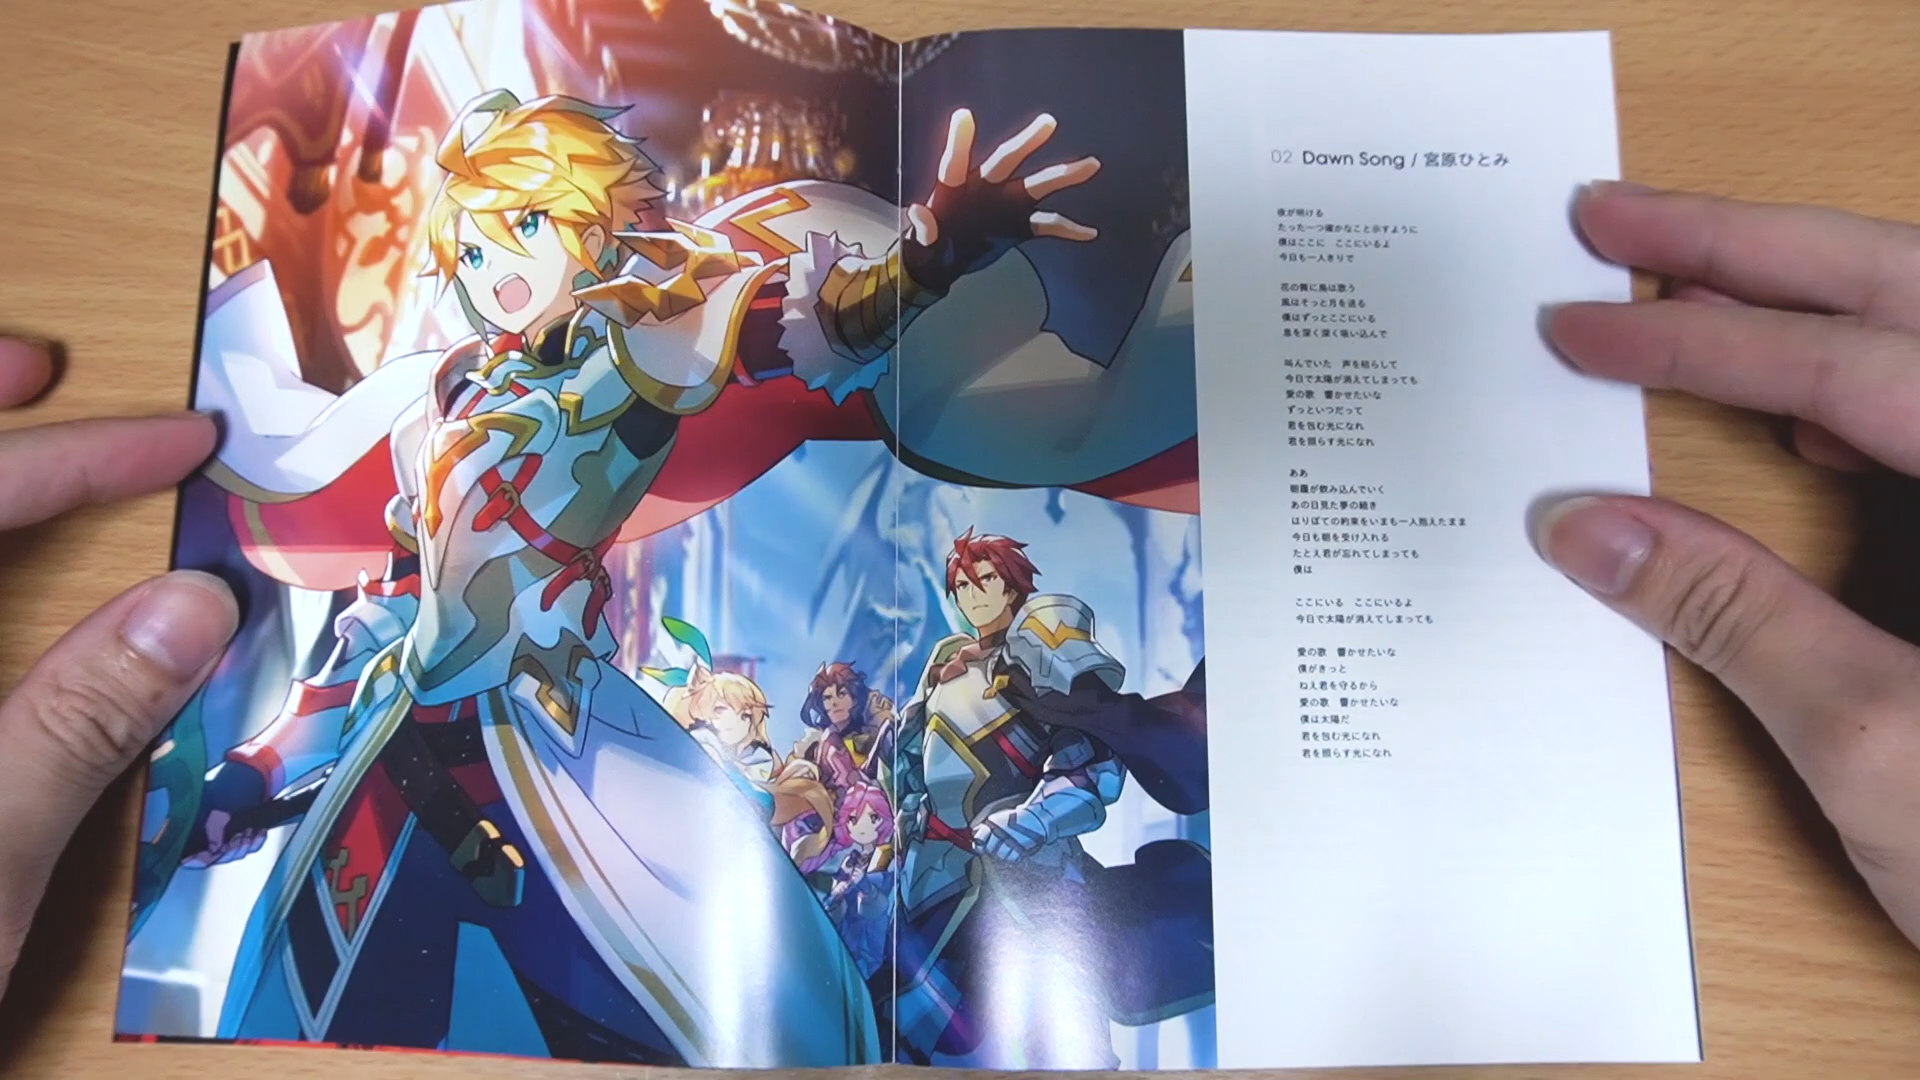 02 Dawn Song / 宮原ひとみ
夜が明ける
たった一つ確かなこと示すように
僕はここに　ここにいるよ
今日も一人きりで
花の舞に鳥は歌う
風はそっと月を送る
僕はずっとここにいる
息を深く深く吸い込んで
叫んでいた　声を枯らして
今日で太陽が消えてしまっても
愛の歌　響かせたいな
ずっといつだって
君を包む光になれ
君を照らす光になれ
ああ
朝靄が飲み込んでいく
あの日見た夢の続き
はりぼての約束をいまも一人抱えたまま
今日も朝を受け入れる
たとえ君が忘れてしまっても
僕は
ここにいる　ここにいるよ
今日で太陽が消えてしまっても
愛の歌　響かせたいな
僕がきっと
ねえ君を守るから
愛の歌　響かせたいな
僕は太陽だ
君を包む光になれ
君を照らす光になれ